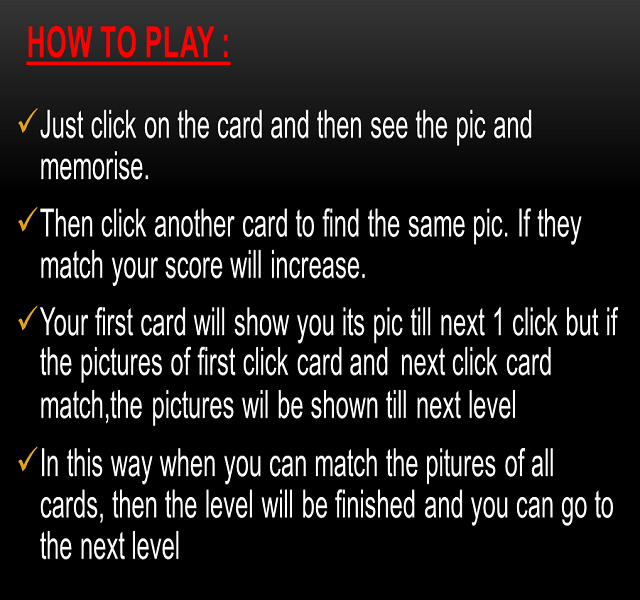 HOW TO PLAY :
✓Just click on the card and then see the pic and
memorise.
✓Then click another card to find the same pic. If they
match your score will increase.
✓Your first card will show you its pic till next 1 click but if
the pictures of first click card and next click card
match,the pictures wil be shown till next level
✓In this way when you can match the pitures of all
cards, then the level will be finished and you can go to
the next level